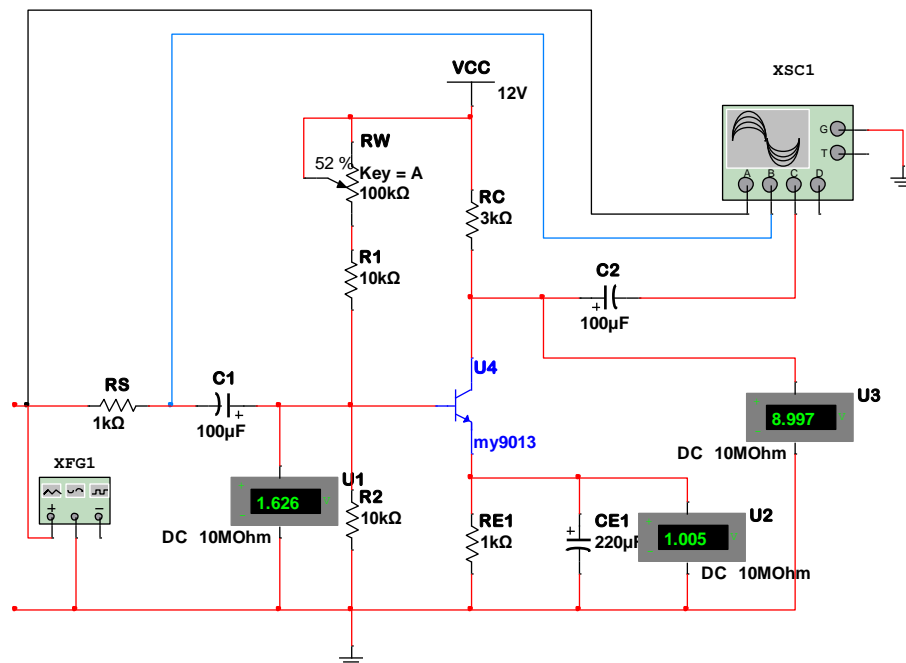 VCC
12V
XSC1
G
T
A
B
C
D
RW
52 %
Key = A
100kΩ
RC
3kΩ
R1
10kΩ
C2
+
100µF
U4
my9013
RS
1kΩ
C1
+
100µF
XFG1
+
−
U1
+
1.626
V
DC 10MOhm
R2
10kΩ
RE1
1kΩ
+
CE1
220µF
U2
+
1.005
V
DC 10MOhm
U3
+
8.997
V
DC 10MOhm